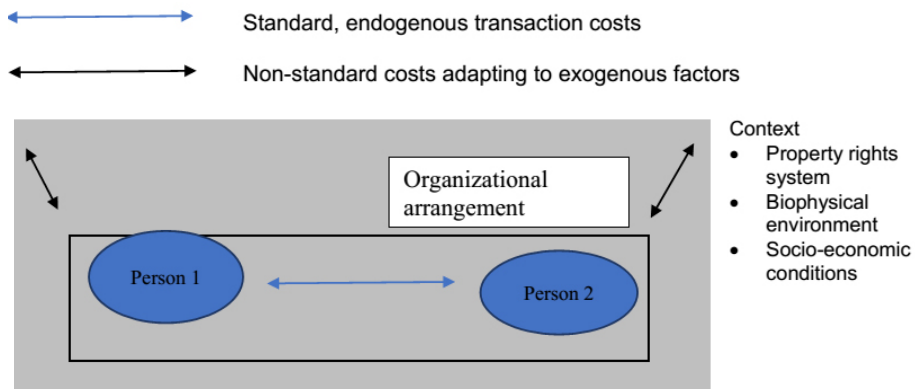 Standard, endogenous transaction costs
Non-standard costs adapting to exogenous factors
Context
• Property rights
system
• Biophysical
environment
• Socio-economic
conditions
Organizational
arrangement
Person 1
Person 2